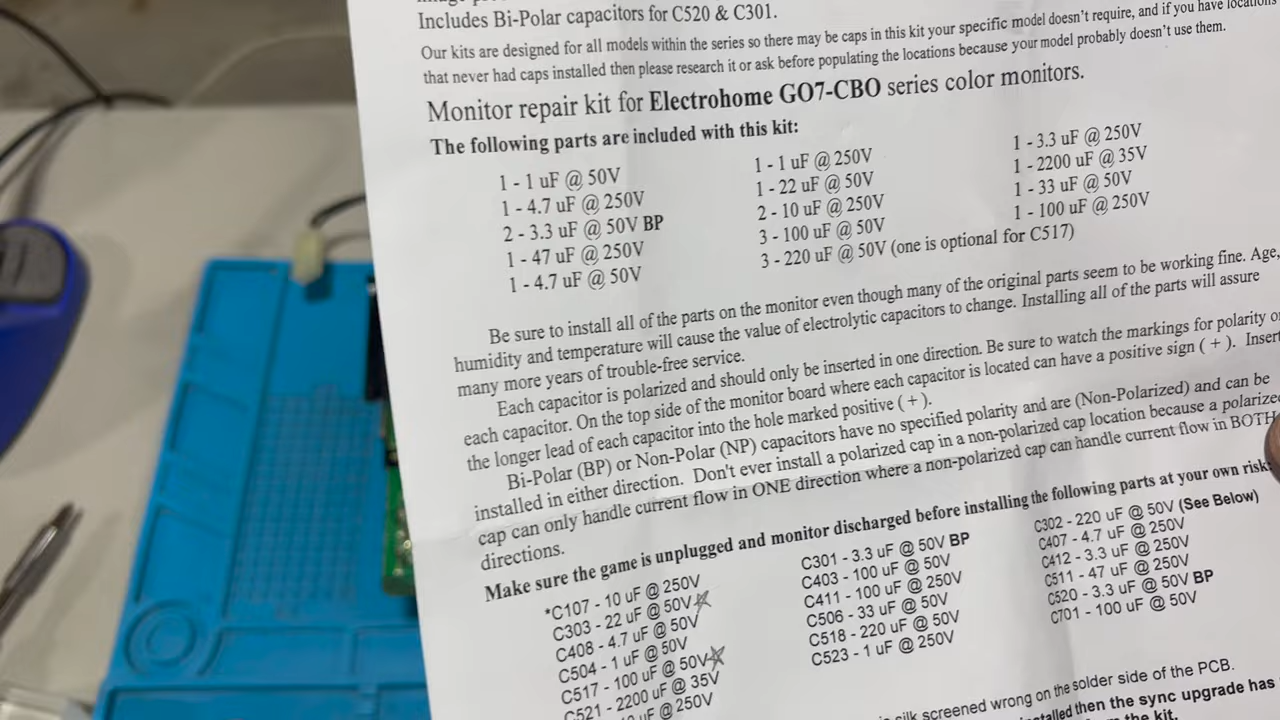 Includes Bi-Polar capacitors for C520 & C301.
Our kits are designed for all models within the series so there may be caps in this kit your specific model doesn't require, and if you have locations
that never had caps installed then please research it or ask before populating the locations because your model probably doesn't use them.
Monitor repair kit for Electrohome GO7-CBO series color monitors.
The following parts are included with this kit:
1 - 1 uF @ 50V
1 - 4.7 uF @ 250V
2 - 3.3 uF @ 50V BP
1 - 47 uF @ 250V
1 - 4.7 uF @ 50V
1 - 1 uF @ 250V
1 - 22 uF @ 50V
2 - 10 uF @ 250V
3 - 100 uF @ 50V
3 - 220 uF @ 50V (one is optional for C517)
1 - 3.3 uF @ 250V
1 - 2200 uF @ 35V
1 - 33 uF @ 50V
1 - 100 uF @ 250V
Be sure to install all of the parts on the monitor even though many of the original parts seem to be working fine. Age,
humidity and temperature will cause the value of electrolytic capacitors to change. Installing all of the parts will assure
many more years of trouble-free service.
Each capacitor is polarized and should only be inserted in one direction. Be sure to watch the markings for polarity
each capacitor. On the top side of the monitor board where each capacitor is located can have a positive sign ( + ). Insert
the longer lead of each capacitor into the hole marked positive ( + ).
Bi-Polar (BP) or Non-Polar (NP) capacitors have no specified polarity and are (Non-Polarized) and can be
installed in either direction. Don't ever install a polarized cap in a non-polarized cap location because a polarized
cap can only handle current flow in ONE direction where a non-polarized cap can handle current flow in BOTH
directions.
Make sure the game is unplugged and monitor discharged before installing the following parts at your own risk:
*C107 - 10 uF @ 250V
C303 - 22 uF @ 50V
C408 - 4.7 uF @ 50V
C504 - 1 uF @ 50V
C517 - 100 uF @ 50V
C521 - 2200 uF @ 35V
uF @ 250V
C301 - 3.3 uF @ 50V BP
C403 - 100 uF @ 50V
C411 - 100 uF @ 250V
C506 - 33 uF @ 50V
C518 - 220 uF @ 50V
C523 - 1 uF @ 250V
C302 - 220 uF @ 50V (See Below)
C407 - 4.7 uF @ 250V
C412 - 3.3 uF @ 250V
C511 - 47 uF @ 250V
C520 - 3.3 uF @ 50V BP
C701 - 100 uF @ 50V
silk screened wrong on the solder side of the PCB.
then the sync upgrade has
the kit.